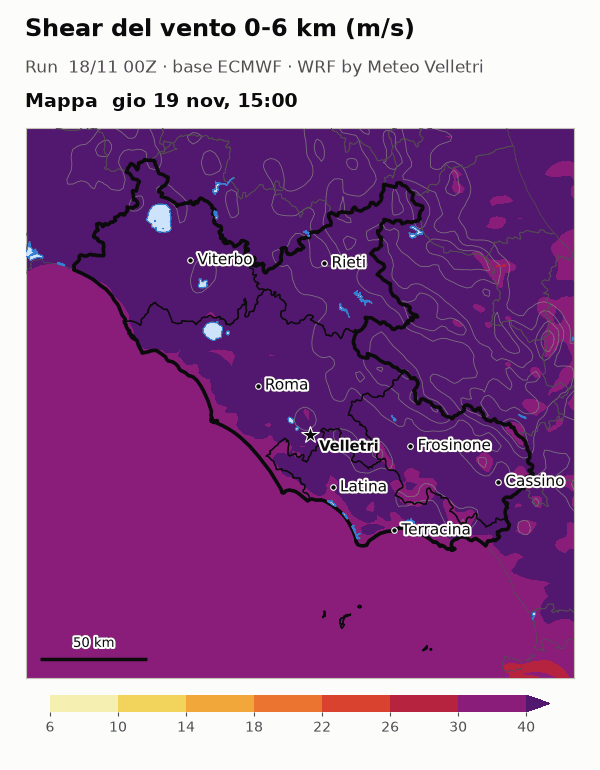 Shear del vento 0-6 km (m/s)
Run 18/11 00Z · base ECMWF · WRF by Meteo Velletri
Mappa gio 19 nov, 15:00
Viterbo
Rieti
Roma
Velletri
Frosinone
Latina
Cassino
Terracina
50 km
6 10 14 18 22 26 30 40